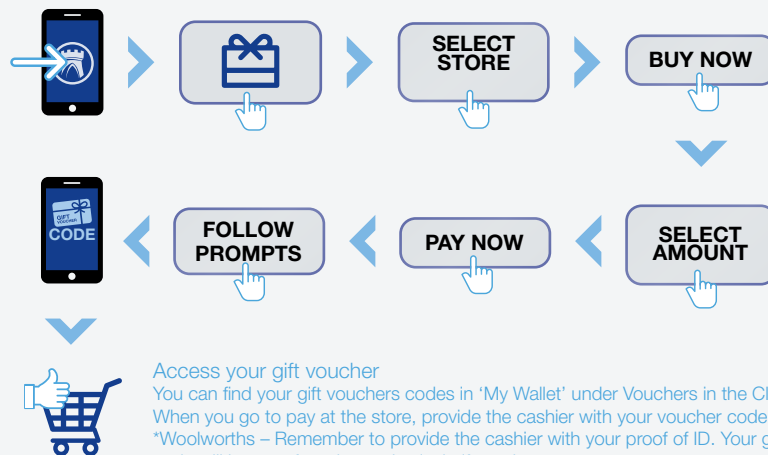 SELECT
STORE
BUY NOW
GIFT
VOUCHER
CODE
FOLLOW
PROMPTS
PAY NOW
SELECT
AMOUNT
Access your gift voucher
You can find your gift vouchers codes in ‘My Wallet’ under Vouchers in the
When you go to pay at the store, provide the cashier with your voucher code
*Woolworths – Remember to provide the cashier with your proof of ID. Your